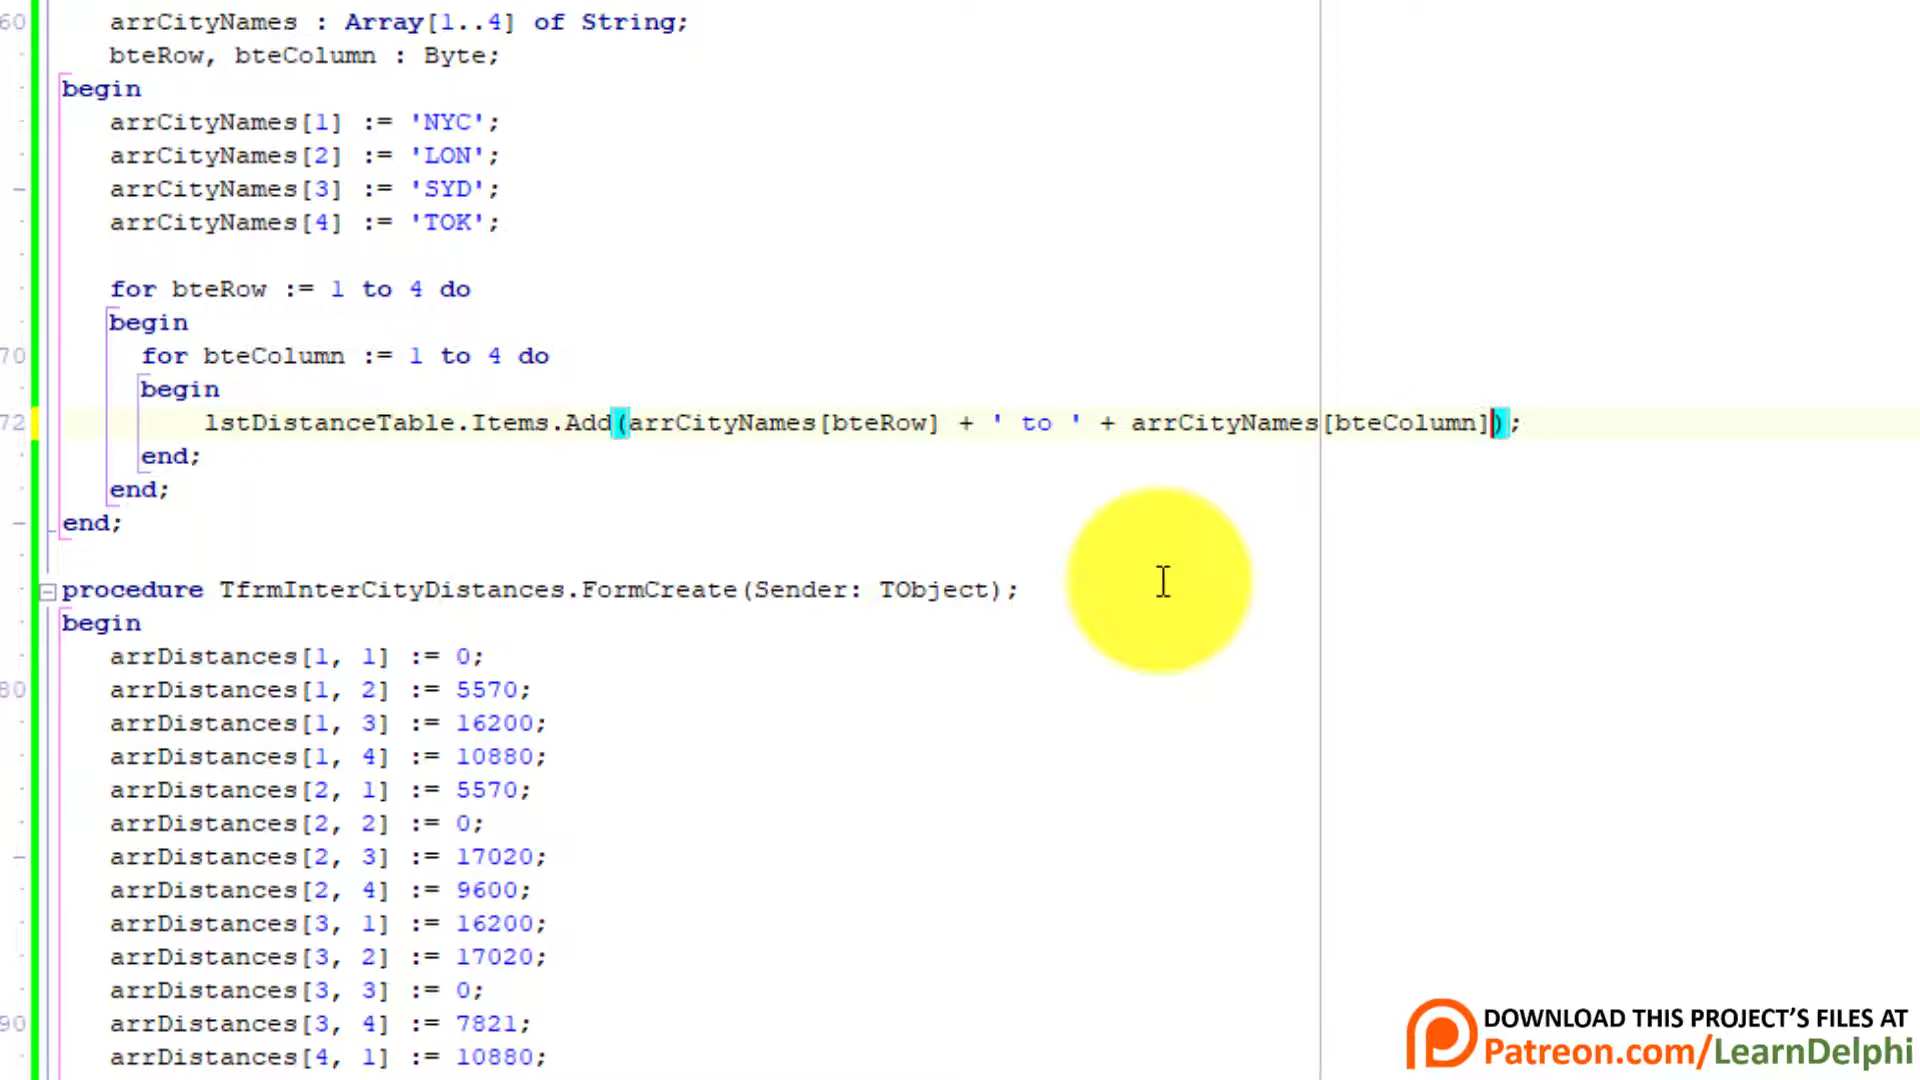 60 arrCityNames : Array[1..4] of String;
bteRow, bteColumn : Byte;
begin
arrCityNames[1] := 'NYC';
arrCityNames[2] := 'LON';
arrCityNames[3] := 'SYD';
arrCityNames[4] := 'TOK';
for bteRow := 1 to 4 do
begin
70 for bteColumn := 1 to 4 do
begin
72 lstDistanceTable.Items.Add(arrCityNames[bteRow] + ' to ' + arrCityNames[bteColumn]);
end;
end;
end;
procedure TfrmInterCityDistances.FormCreate(Sender: TObject);
begin
arrDistances[1, 1] := 0;
80 arrDistances[1, 2] := 5570;
arrDistances[1, 3] := 16200;
arrDistances[1, 4] := 10880;
arrDistances[2, 1] := 5570;
arrDistances[2, 2] := 0;
arrDistances[2, 3] := 17020;
arrDistances[2, 4] := 9600;
arrDistances[3, 1] := 16200;
arrDistances[3, 2] := 17020;
arrDistances[3, 3] := 0;
90 arrDistances[3, 4] := 7821;
arrDistances[4, 1] := 10880;
DOWNLOAD THIS PROJECT'S FILES AT
Patreon.com/LearnDelphi